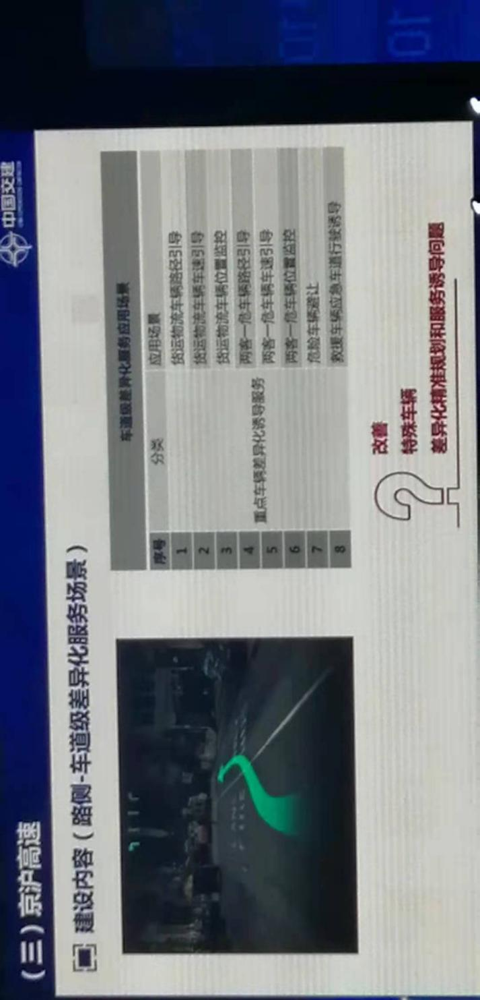 （三）京沪高速
中国交建
建设内容（路侧-车道级差异化服务场景）
车道级差异化服务应用场景
序号 分类 应用场景
1 货运物流车辆路径引导
2 货运物流车辆车速引导
3 货运物流车辆位置监控
4 两客一危车辆路径引导
5 重点车辆差异化诱导服务 两客一危车辆车速引导
6 两客一危车辆位置监控
7 危险车辆避让
8 救援车辆应急车道行驶诱导
改善
特殊车辆
差异化精准规划和服务诱导问题